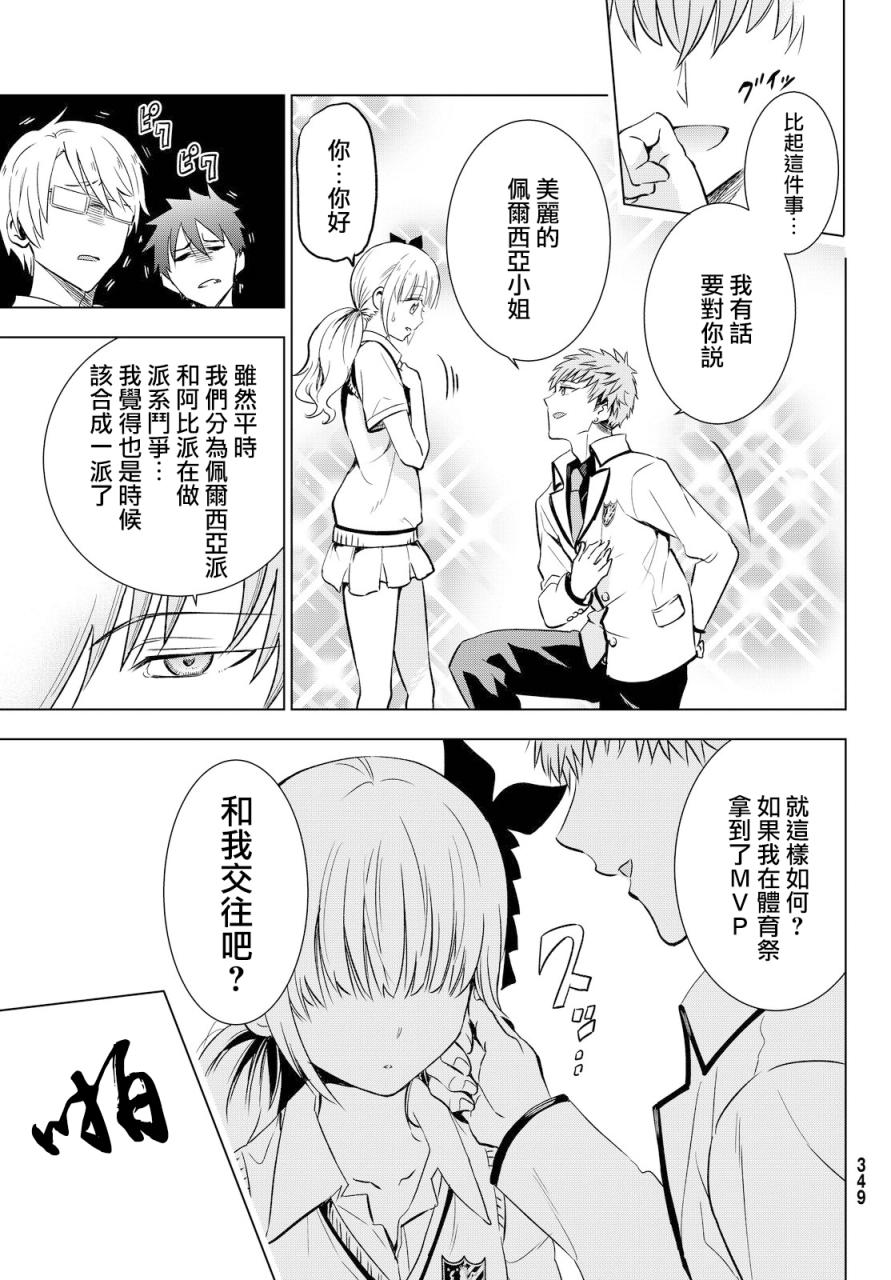 グイッ
比起這件事…
我有話
要對你説
美麗的
佩爾西亞小姐
你…你好
ピク
ピク
雖然平時
我們分為佩爾西亞派
和阿比派在做
派系鬥爭…
我覺得也是時候
該合成一派了
就這樣如何？
如果我在體育祭
拿到了MVP
和我交往吧？
スッ…
啪
349